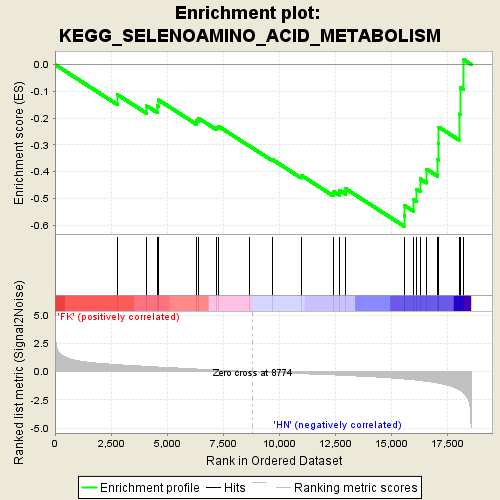 Enrichment plot:
KEGG_SELENOAMINO_ACID_METABOLISM
Enrichment score (ES)
0.0
-0.1
-0.2
-0.3
-0.4
-0.5
-0.6
'FK' (positively correlated)
Ranked list metric (Signal2Noise)
5.0
2.5
0.0
-2.5
-5.0
Zero cross at 8774
'HN' (negatively correlated)
0 2,500 5,000 7,500 10,000 12,500 15,000 17,500
Rank in Ordered Dataset
Enrichment profile Hits Ranking metric scores